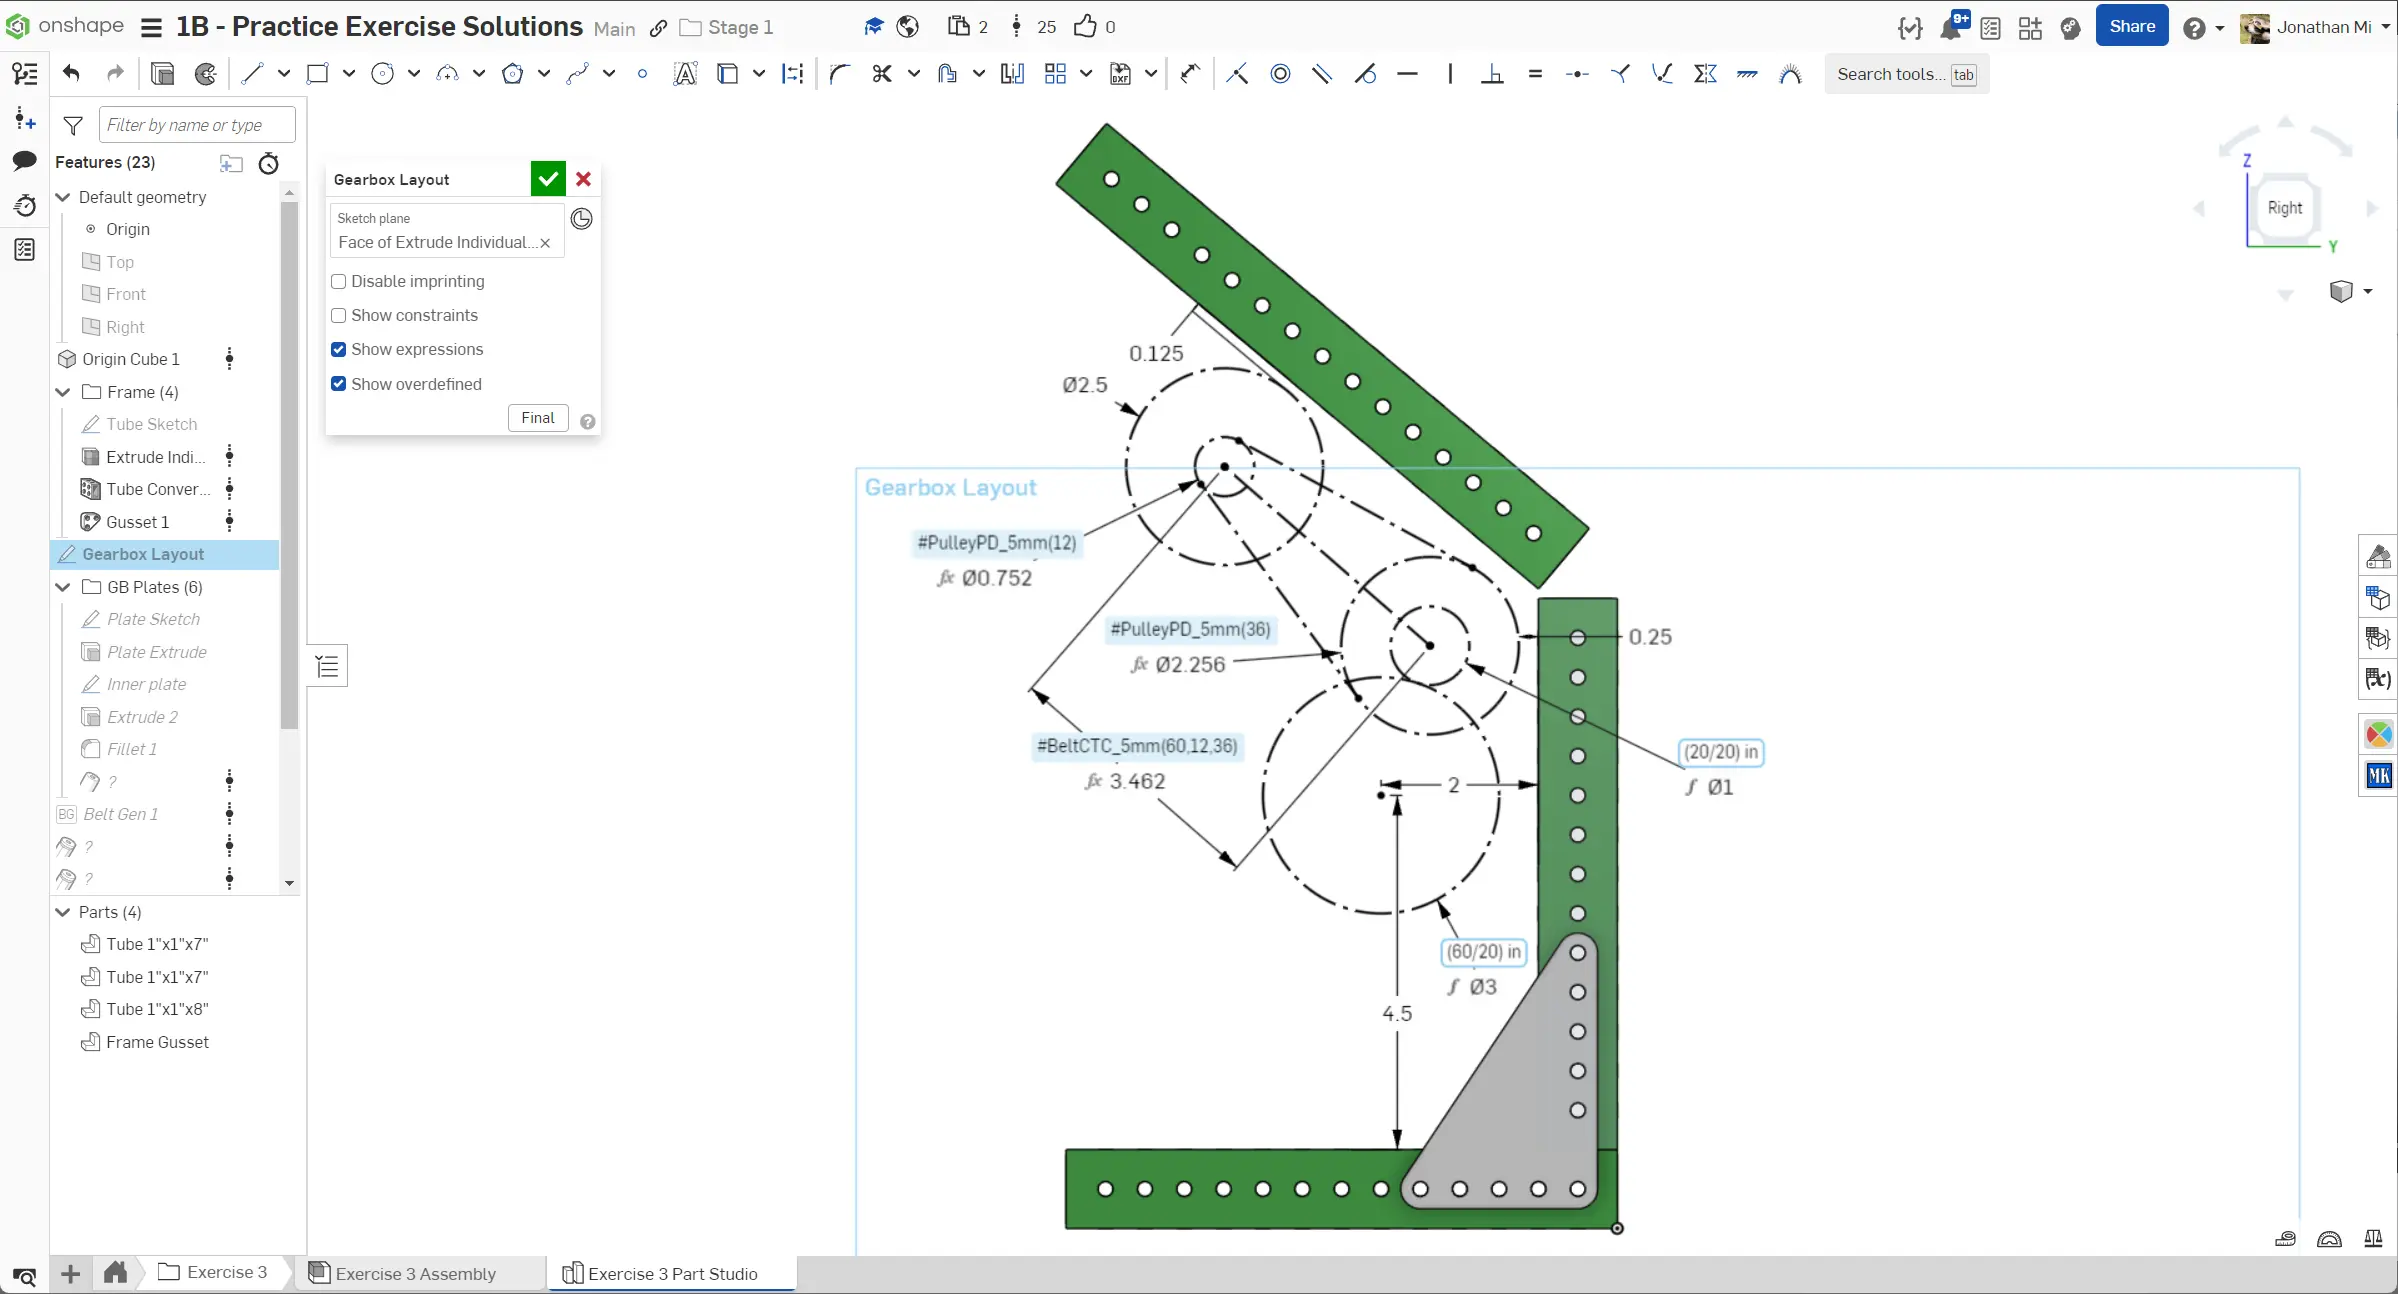 onshape
1B - Practice Exercise Solutions
Main
Stage 1
2
25
0
9+
Share
Jonathan Mi
Search tools... tab
Filter by name or type
Features (23)
Default geometry
Origin
Top
Front
Right
Origin Cube 1
Frame (4)
Tube Sketch
Extrude Indi...
Tube Conver...
Gusset 1
Gearbox Layout
GB Plates (6)
Plate Sketch
Plate Extrude
Inner plate
Extrude 2
Fillet 1
?
BG Belt Gen 1
?
?
Parts (4)
Tube 1"x1"x7"
Tube 1"x1"x7"
Tube 1"x1"x8"
Frame Gusset
Gearbox Layout
Sketch plane
Face of Extrude Individual...
Disable imprinting
Show constraints
Show expressions
Show overdefined
Final
?
0.125
Ø2.5
Gearbox Layout
#PulleyPD_5mm(12)
fx Ø0.752
#PulleyPD_5mm(36)
fx Ø2.256
0.25
#BeltCTC_5mm(60,12,36)
fx 3.462
2
(20/20) in
f Ø1
(60/20) in
f Ø3
4.5
Z
Right
Y
(x)
MK
Exercise 3
Exercise 3 Assembly
Exercise 3 Part Studio